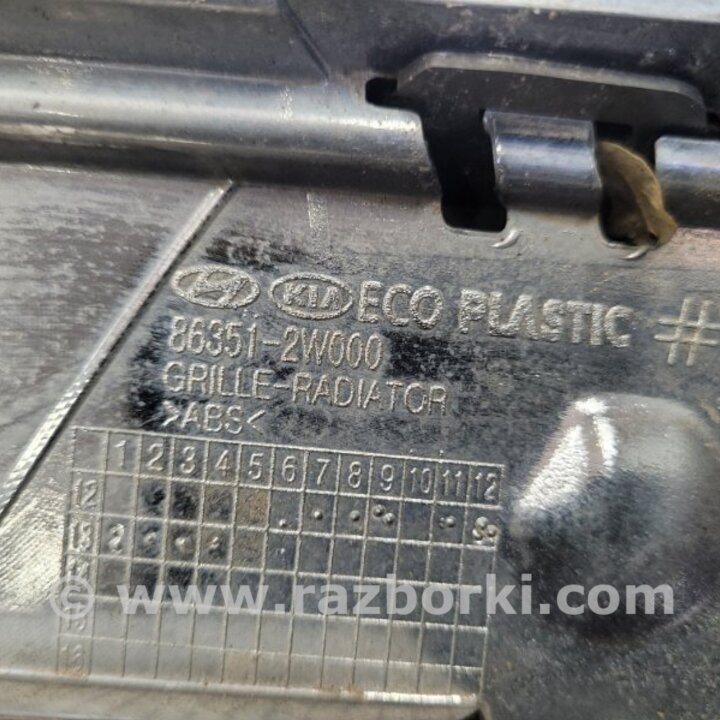 KIA ECO PLASTIC #
86351-2W000
GRILLE-RADIATOR
>ABS<
1 2 3 4 5 6 7 8 9 10 11 12
12
13
© www.razborki.com